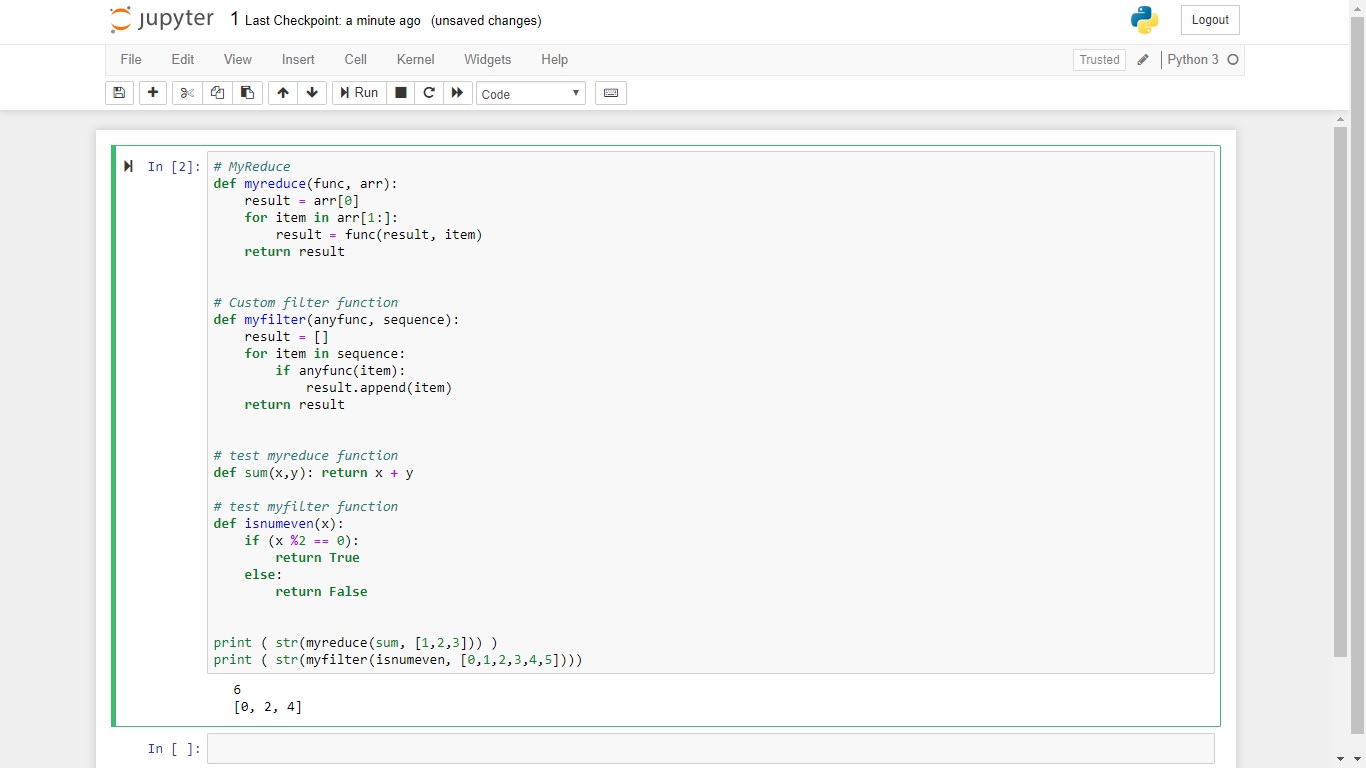 jupyter 1 Last Checkpoint: a minute ago (unsaved changes) Logout
File Edit View Insert Cell Kernel Widgets Help Trusted Python 3
Run Code
In [2]: # MyReduce
def myreduce(func, arr):
    result = arr[0]
    for item in arr[1:]:
        result = func(result, item)
    return result
# Custom filter function
def myfilter(anyfunc, sequence):
    result = []
    for item in sequence:
        if anyfunc(item):
            result.append(item)
    return result
# test myreduce function
def sum(x,y): return x + y
# test myfilter function
def isnumeven(x):
    if (x %2 == 0):
        return True
    else:
        return False
print ( str(myreduce(sum, [1,2,3])) )
print ( str(myfilter(isnumeven, [0,1,2,3,4,5])))
6
[0, 2, 4]
In [ ]: